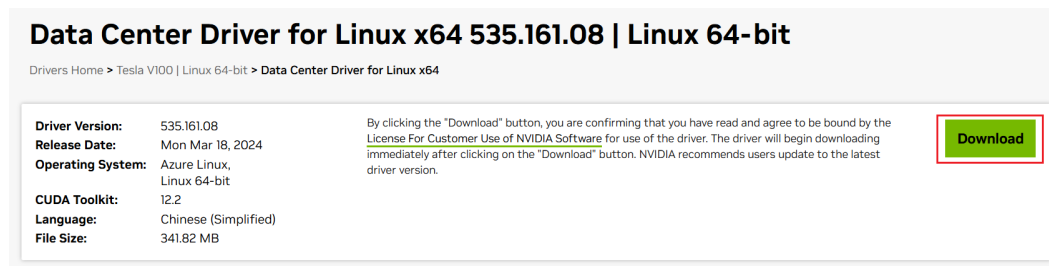 Data Center Driver for Linux x64 535.161.08 | Linux 64-bit
Drivers Home > Tesla V100 | Linux 64-bit > Data Center Driver for Linux x64
Driver Version: 535.161.08
Release Date: Mon Mar 18, 2024
Operating System: Azure Linux,
Linux 64-bit
CUDA Toolkit: 12.2
Language: Chinese (Simplified)
File Size: 341.82 MB
By clicking the "Download" button, you are confirming that you have read and agree to be bound by the
License For Customer Use of NVIDIA Software for use of the driver. The driver will begin downloading
immediately after clicking on the "Download" button. NVIDIA recommends users update to the latest
driver version.
Download